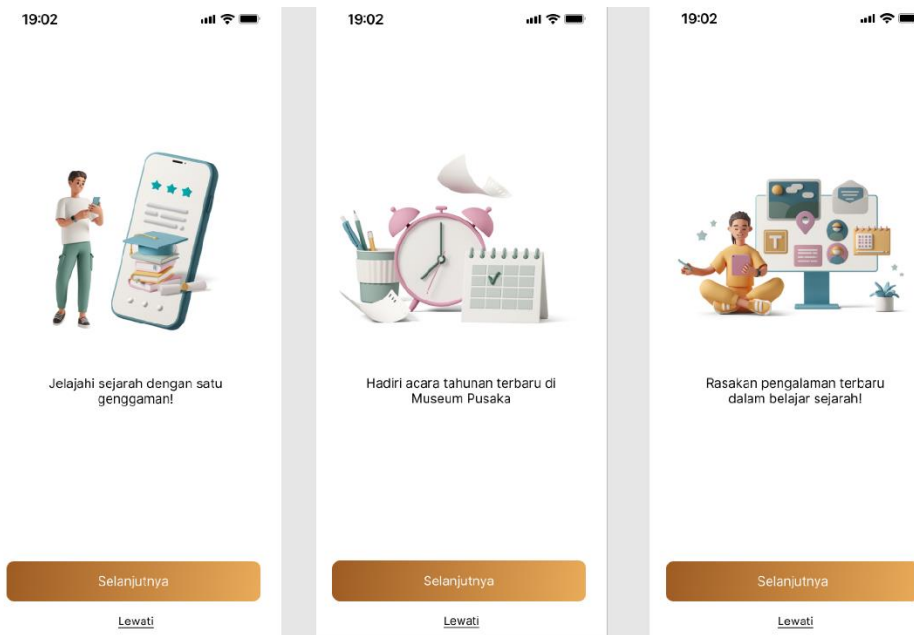 19:02
Jelajahi sejarah dengan satu
genggaman!
Selanjutnya
Lewati
19:02
Hadiri acara tahunan terbaru di
Museum Pusaka
Selanjutnya
Lewati
19:02
T
Rasakan pengalaman terbaru
dalam belajar sejarah!
Selanjutnya
Lewati